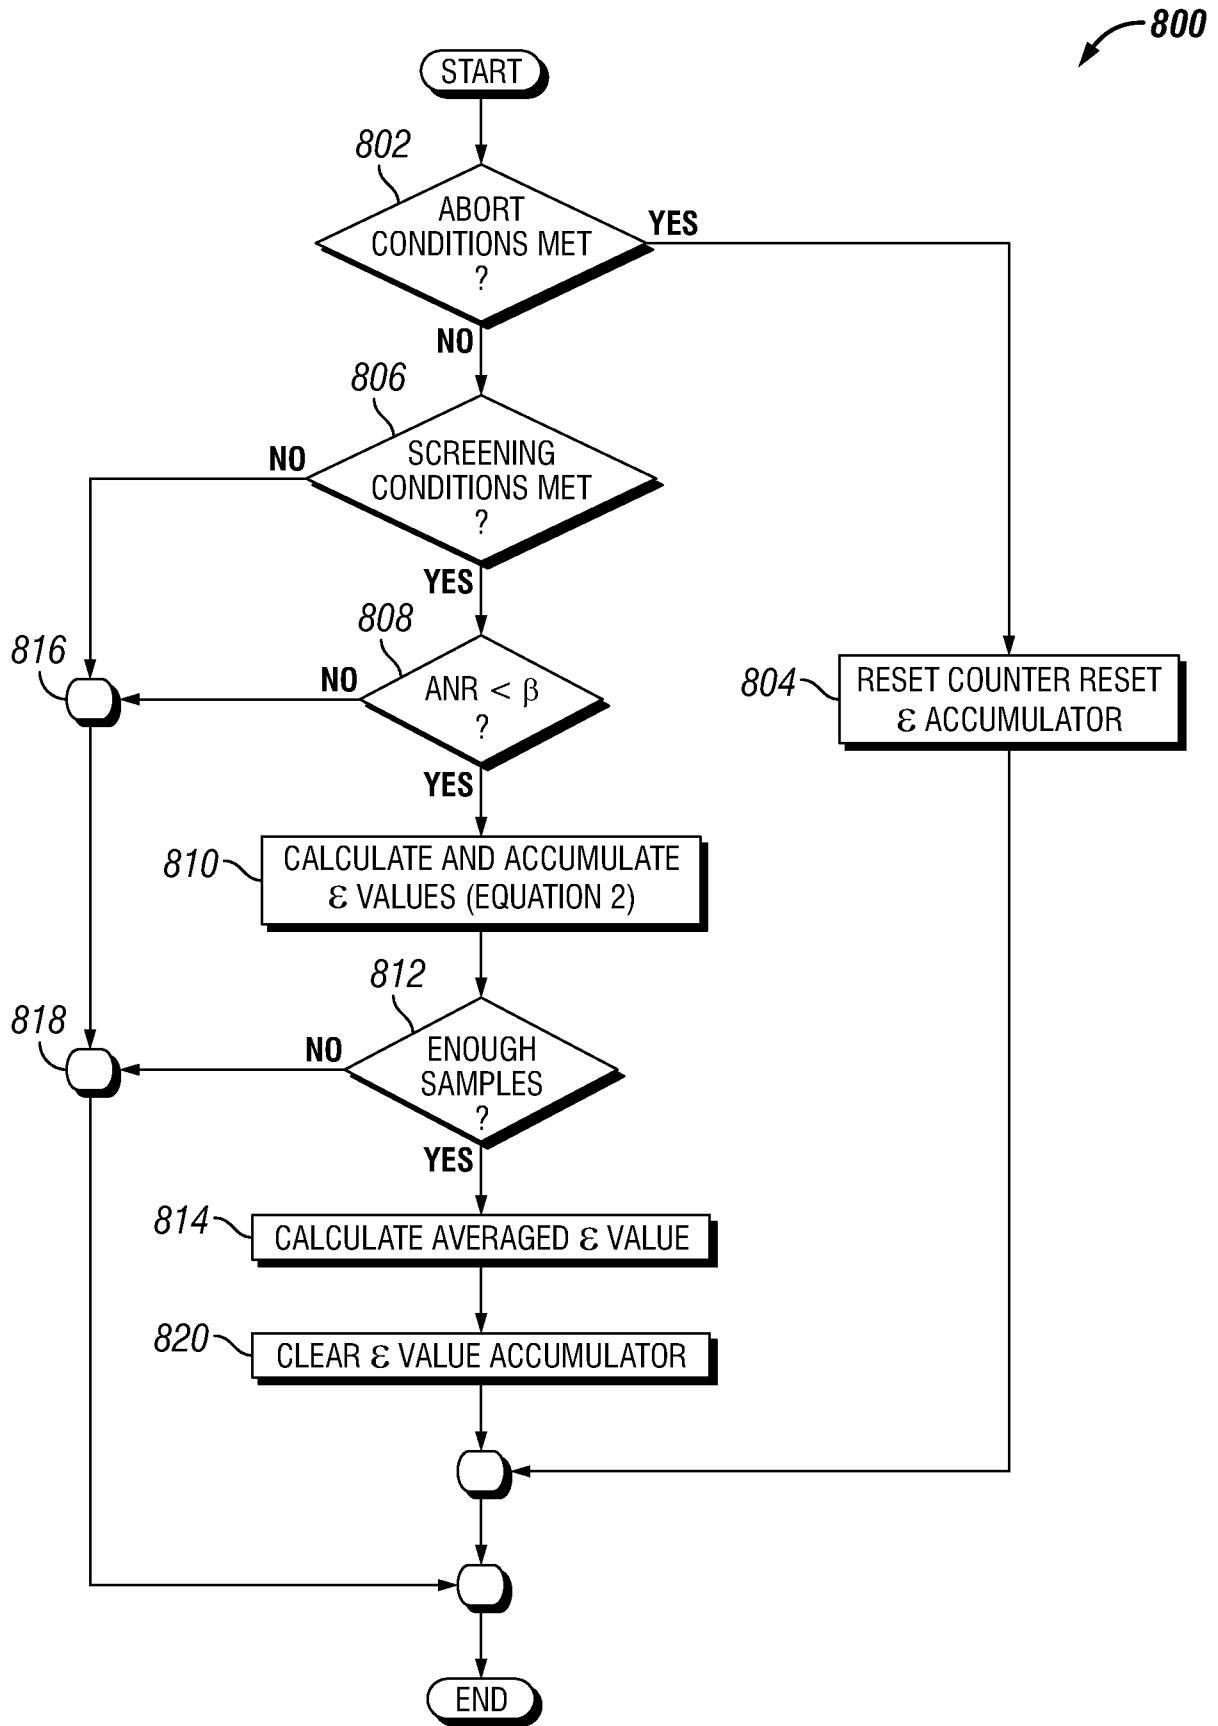 800
START
802
ABORT
CONDITIONS MET
?
YES
NO
806
SCREENING
CONDITIONS MET
?
NO
YES
808
816
ANR < β
?
NO
YES
804
RESET COUNTER RESET
ε ACCUMULATOR
810
CALCULATE AND ACCUMULATE
ε VALUES (EQUATION 2)
812
818
ENOUGH
SAMPLES
?
NO
YES
814
CALCULATE AVERAGED ε VALUE
820
CLEAR ε VALUE ACCUMULATOR
END